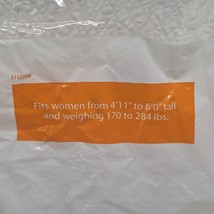 Fits women from 4'11" to 6'0" tall
and weighing 170 to 284 lbs.